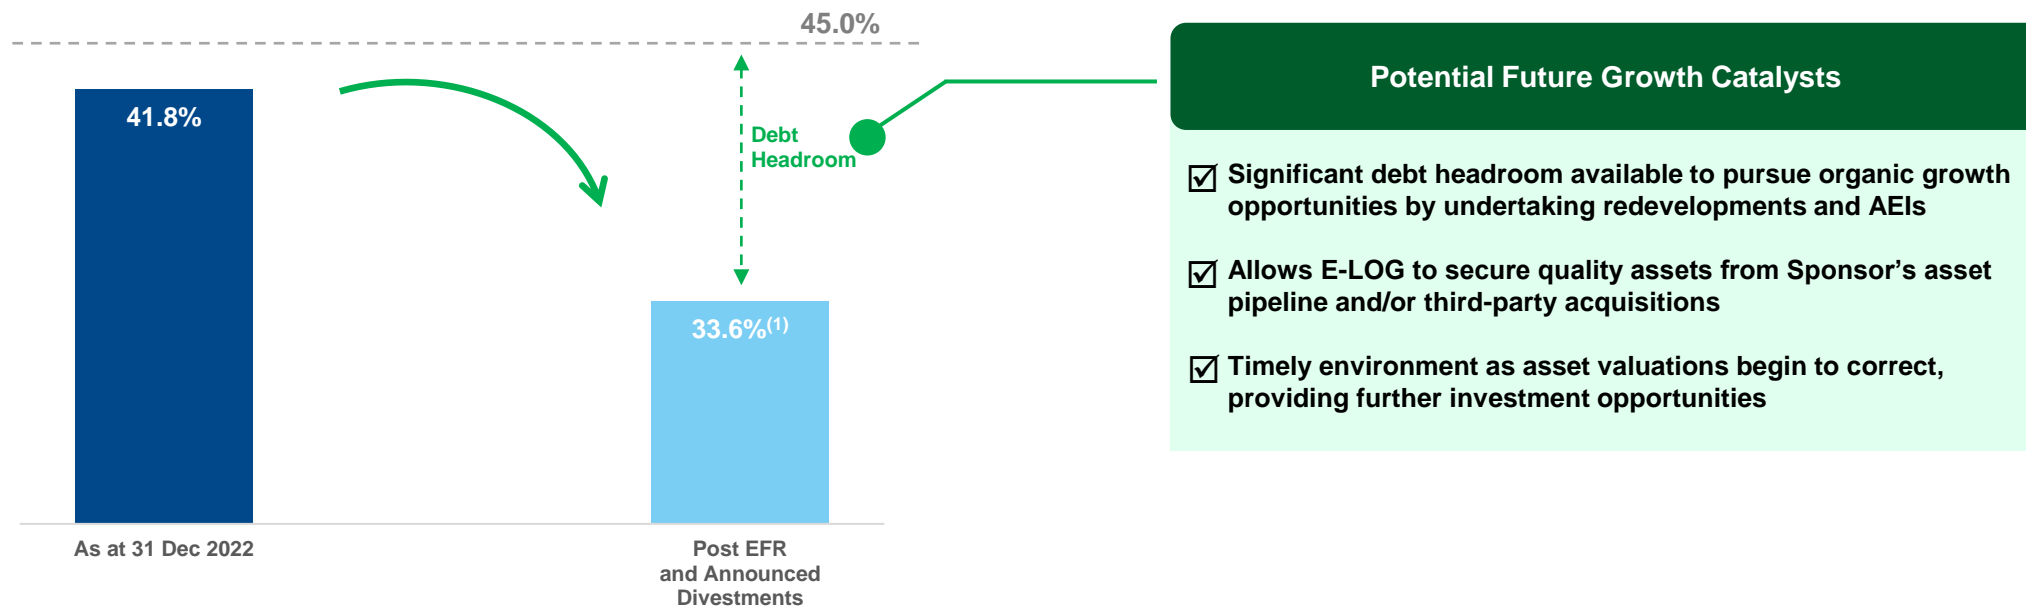 45.0%
41.8%
Debt
Headroom
33.6%(1)
As at 31 Dec 2022
Post EFR
and Announced
Divestments
Potential Future Growth Catalysts
Significant debt headroom available to pursue organic growth
opportunities by undertaking redevelopments and AEIs
Allows E-LOG to secure quality assets from Sponsor’s asset
pipeline and/or third-party acquisitions
Timely environment as asset valuations begin to correct,
providing further investment opportunities